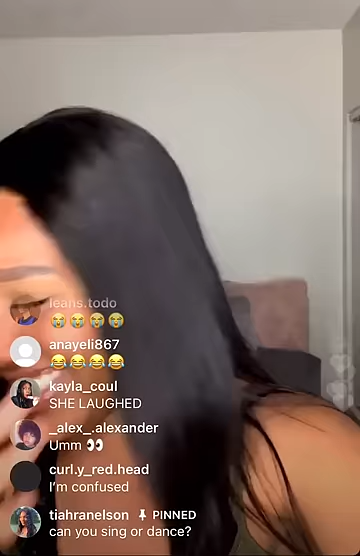 leans.todo
😭😭😭😭
anayeli867
😂😂😂😂
kayla_coul
SHE LAUGHED
_alex_.alexander
Umm 👀
curl.y_red.head
I'm confused
tiahranelson PINNED
can you sing or dance?